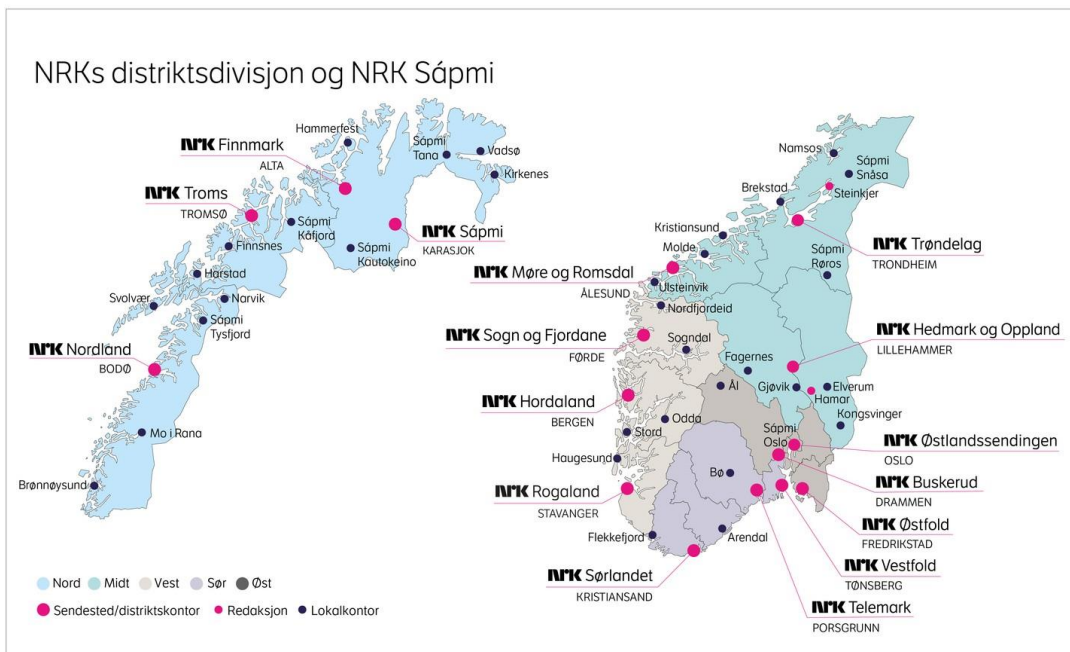 NRKs distriktsdivisjon og NRK Sápmi
Hammerfest
NRK Finnmark
ALTA
Sápmi
Tana
Vadsø
Kirkenes
NRK Troms
TROMSØ
Sápmi
Kåfjord
NRK Sápmi
KARASJOK
Finnsnes
Sápmi
Kautokeino
Harstad
Svolvær
Narvik
Sápmi
Tysfjord
NRK Nordland
BODØ
Mo i Rana
Brønnøysund
Namsos
Sápmi
Snåsa
Brekstad
Steinkjer
Kristiansund
NRK Trøndelag
TRONDHEIM
Molde
Sápmi
Røros
NRK Møre og Romsdal
ÅLESUND
Ulsteinvik
Nordfjordeid
NRK Sogn og Fjordane
FØRDE
Sogndal
NRK Hedmark og Oppland
LILLEHAMMER
Fagernes
Ål
Gjøvik
Elverum
Hamar
NRK Hordaland
BERGEN
Kongsvinger
Odda
Stord
Sápmi
Oslo
NRK Østlandssendingen
OSLO
Haugesund
Bø
NRK Buskerud
DRAMMEN
NRK Rogaland
STAVANGER
NRK Østfold
FREDRIKSTAD
Flekkefjord
Arendal
NRK Vestfold
TØNSBERG
NRK Sørlandet
KRISTIANSAND
NRK Telemark
PORSGRUNN
Nord Midt Vest Sør Øst
Sendested/distriktskontor Redaksjon Lokalkontor